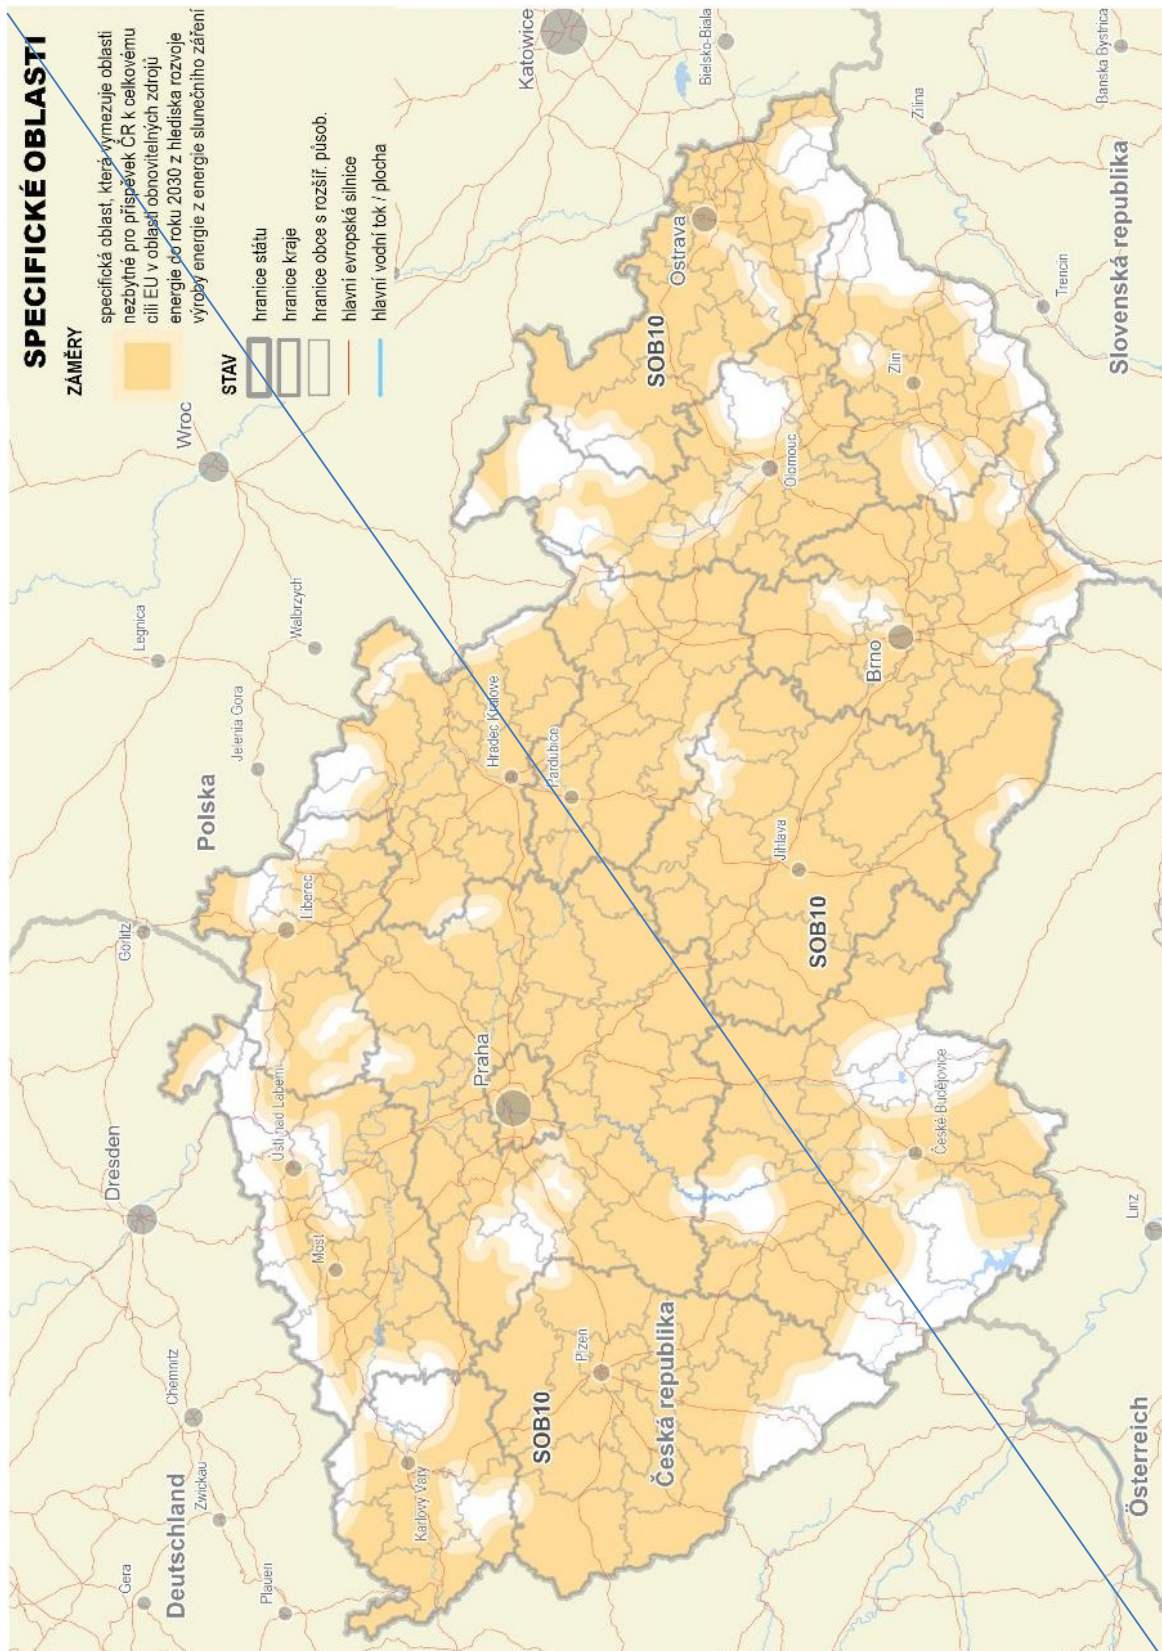 SPECIFICKÉ OBLASTI
ZÁMĚRY
specifická oblast, která vymezuje oblasti
nezbytné pro příspěvek ČR k celkovému
cíli EU v oblasti obnovitelných zdrojů
energie do roku 2030 z hlediska rozvoje
výroby energie z energie slunečního záření
STAV
hranice státu
hranice kraje
hranice obce s rozšíř. působ.
hlavní evropská silnice
hlavní vodní tok / plocha
Gera
Zwickau
Chemnitz
Dresden
Görlitz
Legnica
Wroc
Katowice
Deutschland
Plauen
Polska
Jelenia Gora
Walbrzych
Bielsko-Biala
Most
Ústí nad Labem
Liberec
Karlovy Vary
Praha
Hradec Králové
Pardubice
SOB10
Plzeň
Česká republika
SOB10
Ostrava
Olomouc
Zlín
Žilina
Banska Bystrica
Jihlava
SOB10
Brno
České Budějovice
Trencin
Slovenská republika
Linz
Österreich